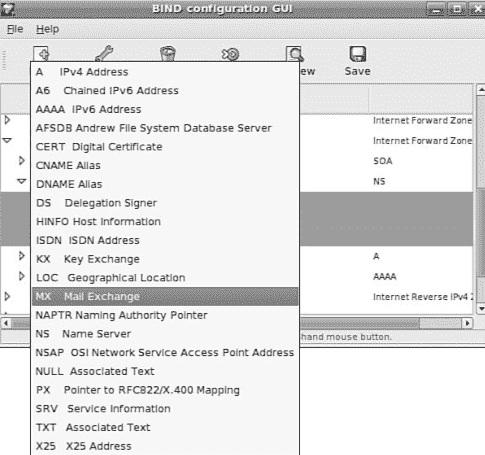 BIND configuration GUI
File Help
ew Save
A IPv4 Address
A6 Chained IPv6 Address
AAAA IPv6 Address
AFSDB Andrew File System Database Server
CERT Digital Certificate
CNAME Alias
DNAME Alias
DS Delegation Signer
HINFO Host Information
ISDN ISDN Address
KX Key Exchange
LOC Geographical Location
MX Mail Exchange
NAPTR Naming Authority Pointer
NS Name Server
NSAP OSI Network Service Access Point Address
NULL Associated Text
PX Pointer to RFC822/X.400 Mapping
SRV Service Information
TXT Associated Text
X25 X25 Address
Internet Forward Zone
Internet Forward Zone
SOA
NS
A
AAAA
Internet Reverse IPv4
hand mouse button.